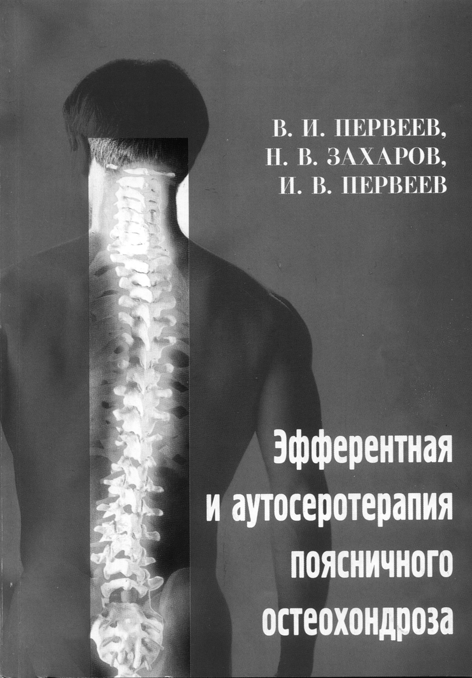 В. И. ПЕРВЕЕВ,
Н. В. ЗАХАРОВ,
И. В. ПЕРВЕЕВ
Эфферентная
и аутосеротерапия
поясничного
остеохондроза